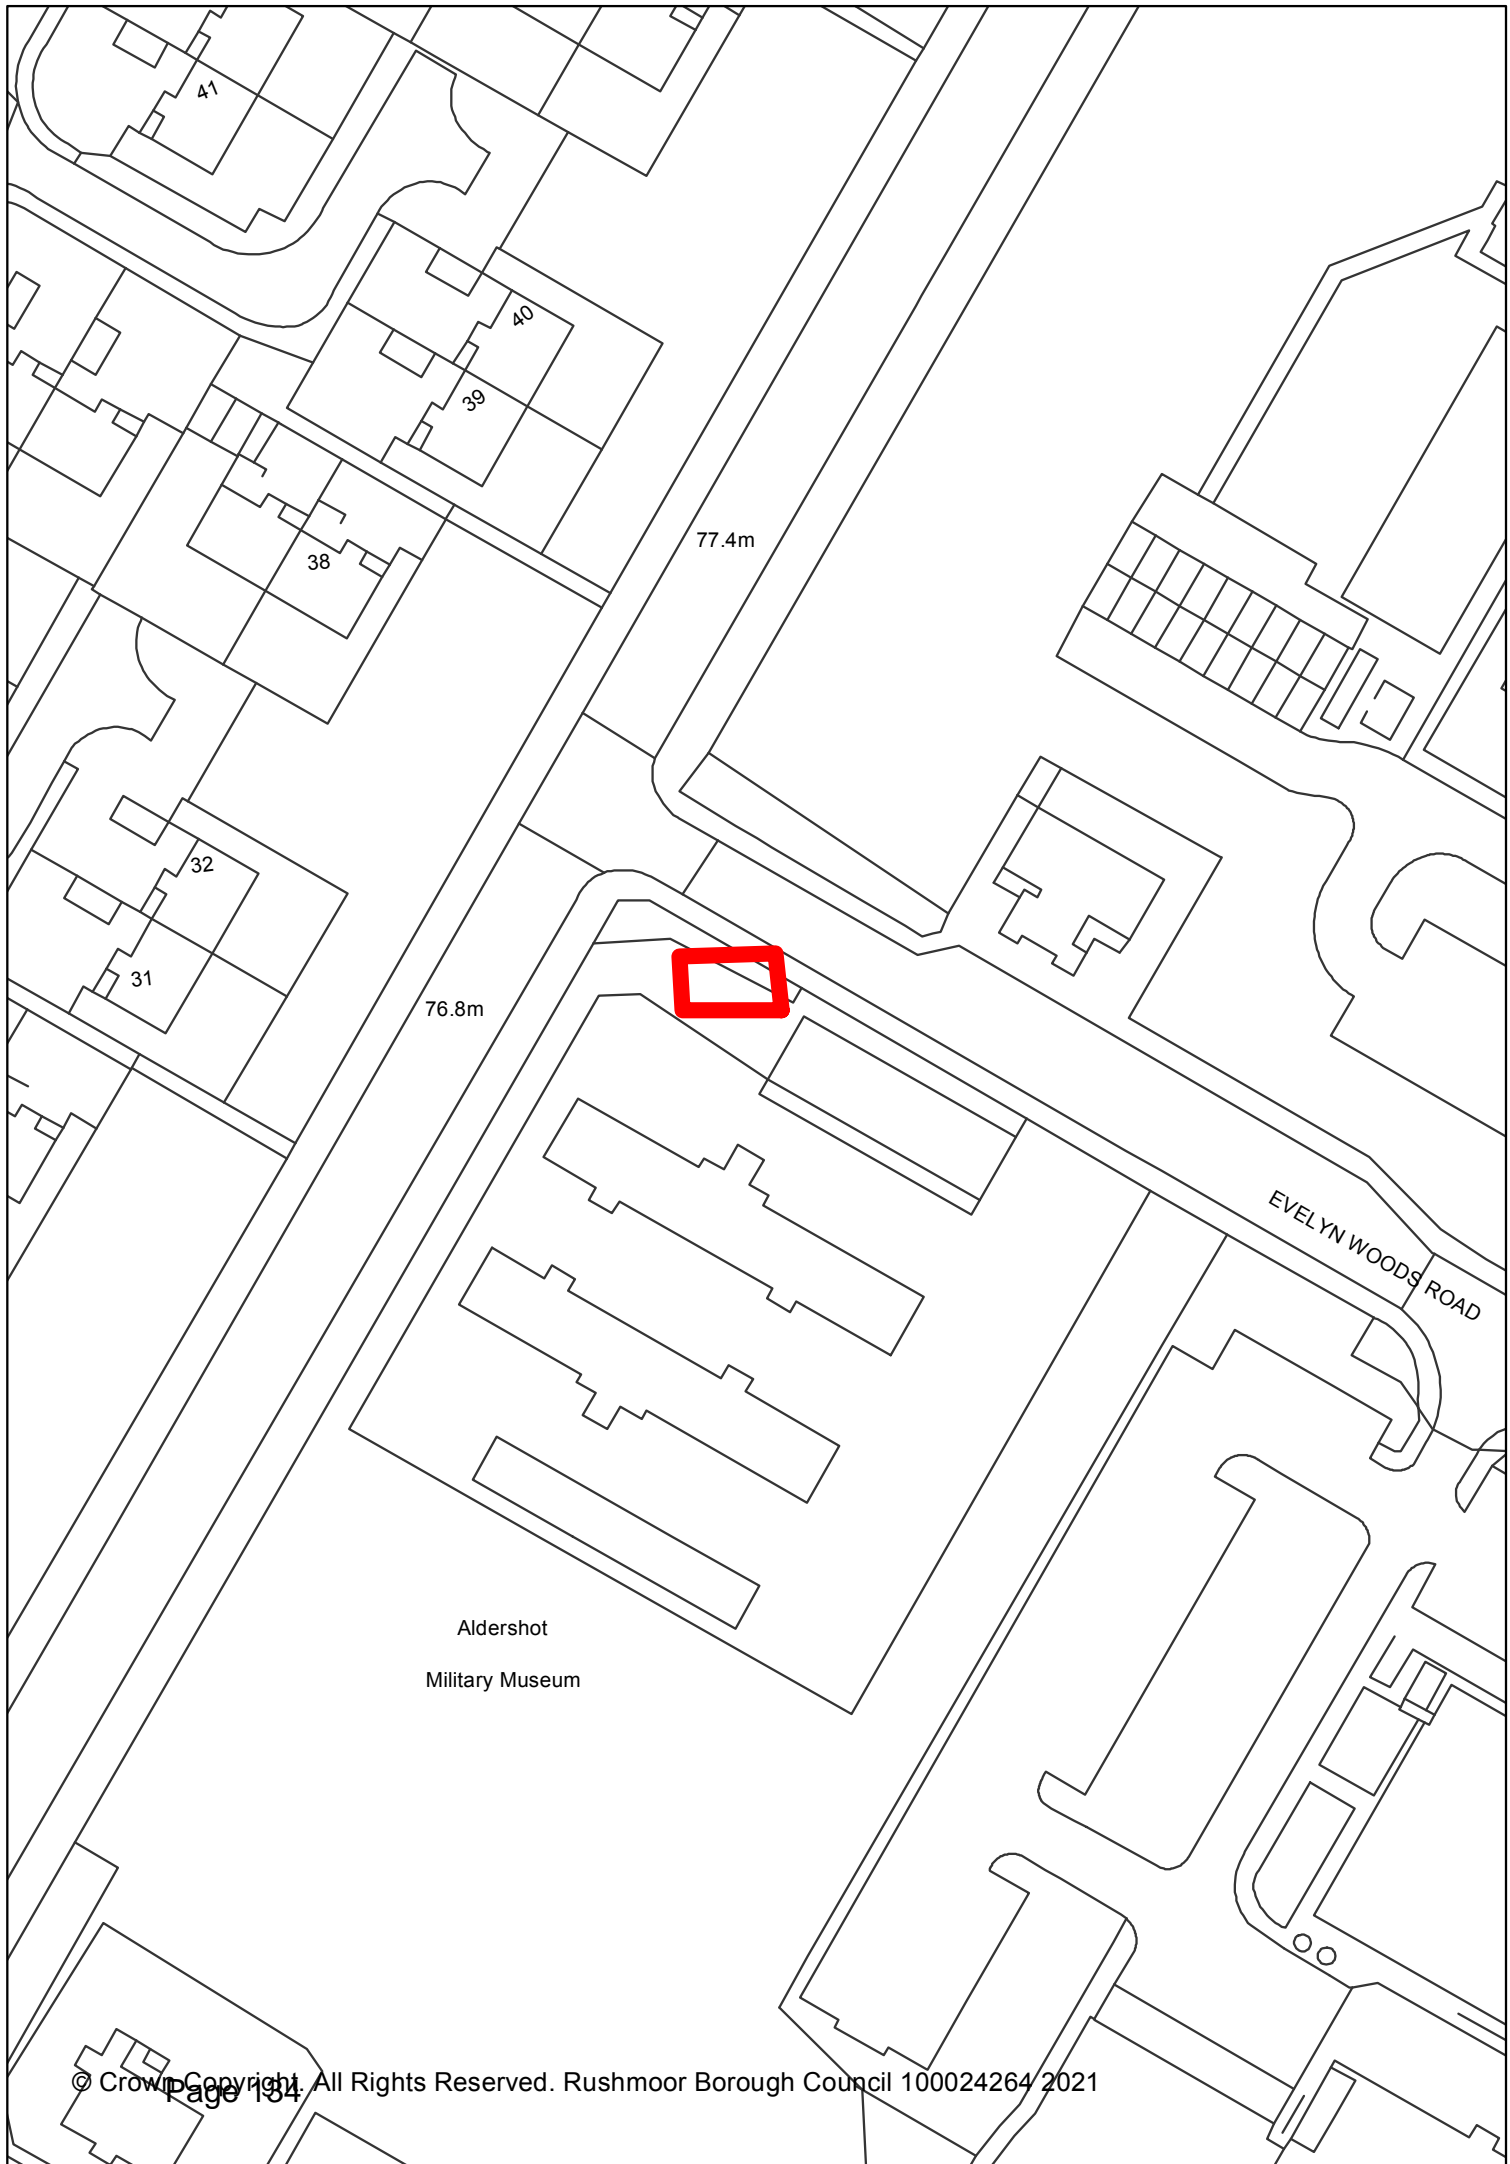 41
40
39
77.4m
38
32
31
76.8m
EVELYN WOODS ROAD
Aldershot
Military Museum
© Crown Copyright. All Rights Reserved. Rushmoor Borough Council 100024264 2021
Page 134